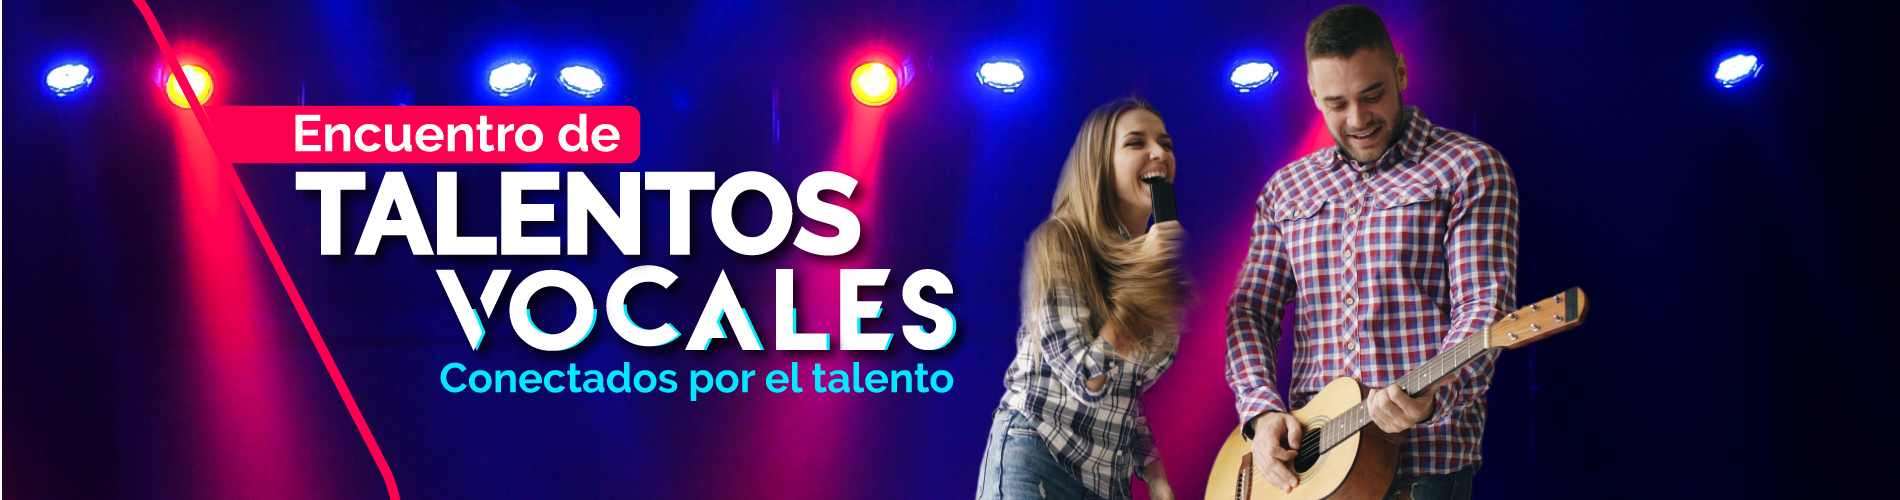 Encuentro de
TALENTOS
VOCALES
Conectados por el talento